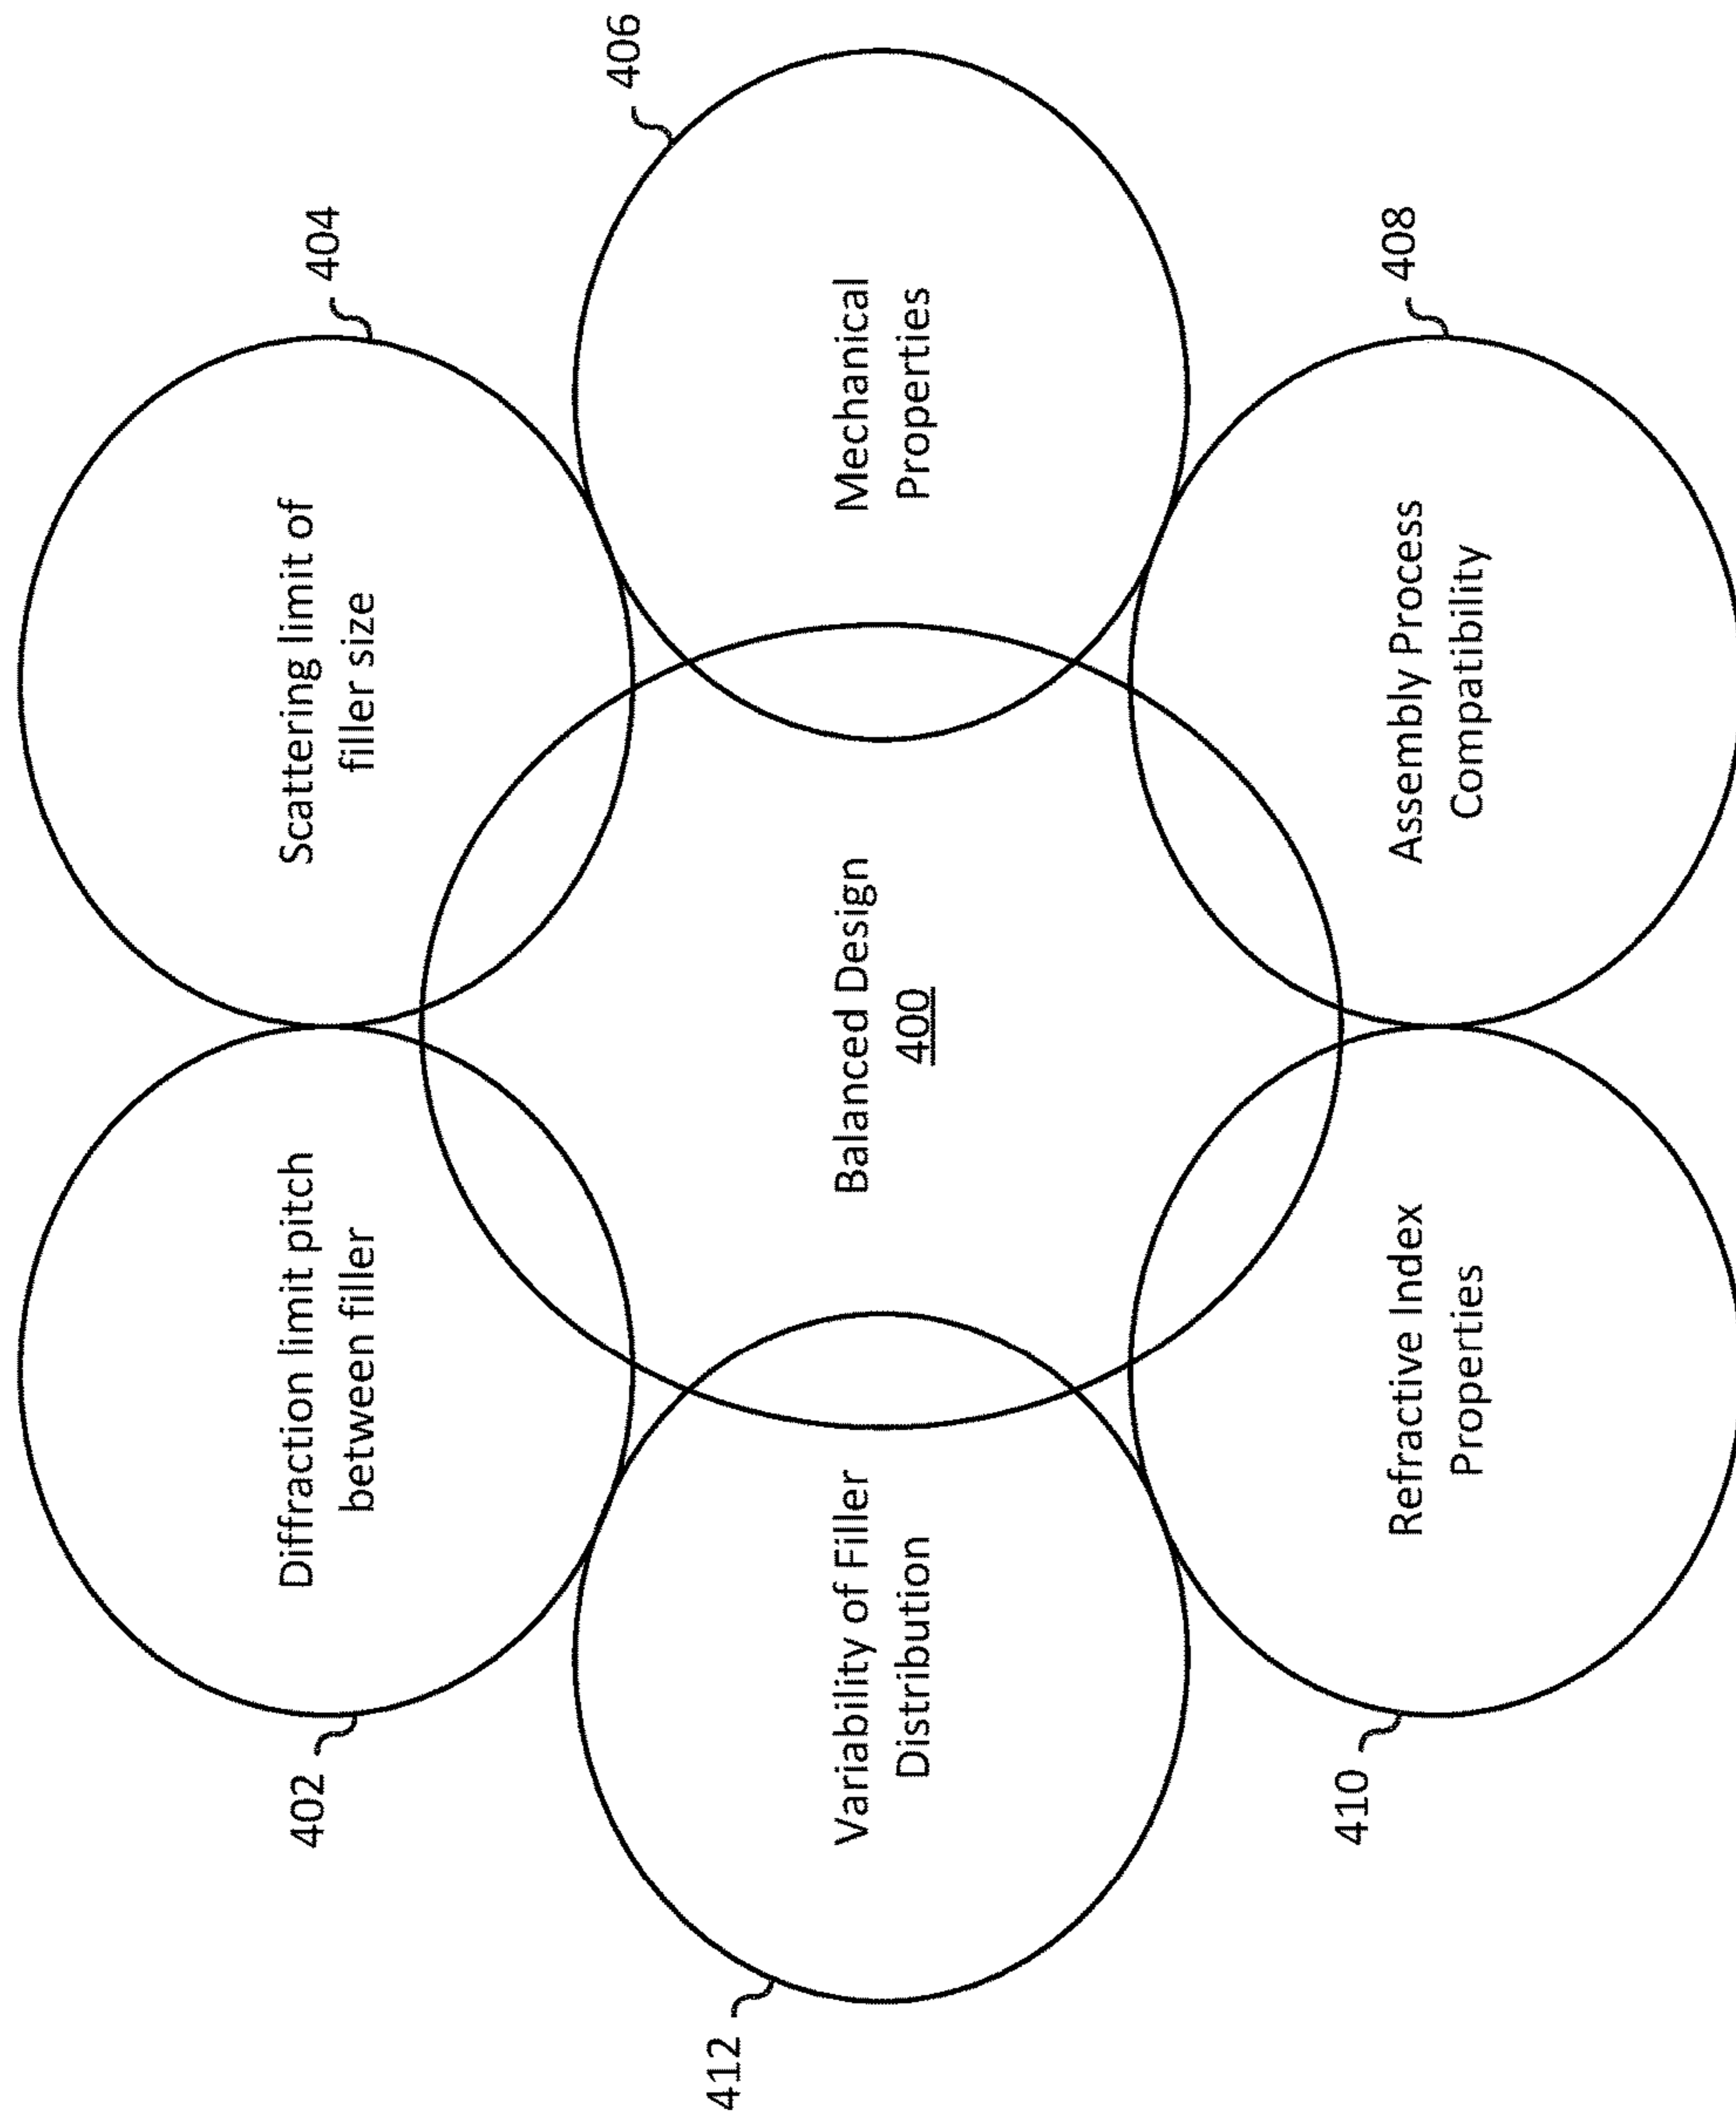 402
Diffraction limit pitch
between filler
404
Scattering limit of
filler size
412
Variability of Filler
Distribution
Balanced Design
400
406
Mechanical
Properties
410
Refractive Index
Properties
408
Assembly Process
Compatibility